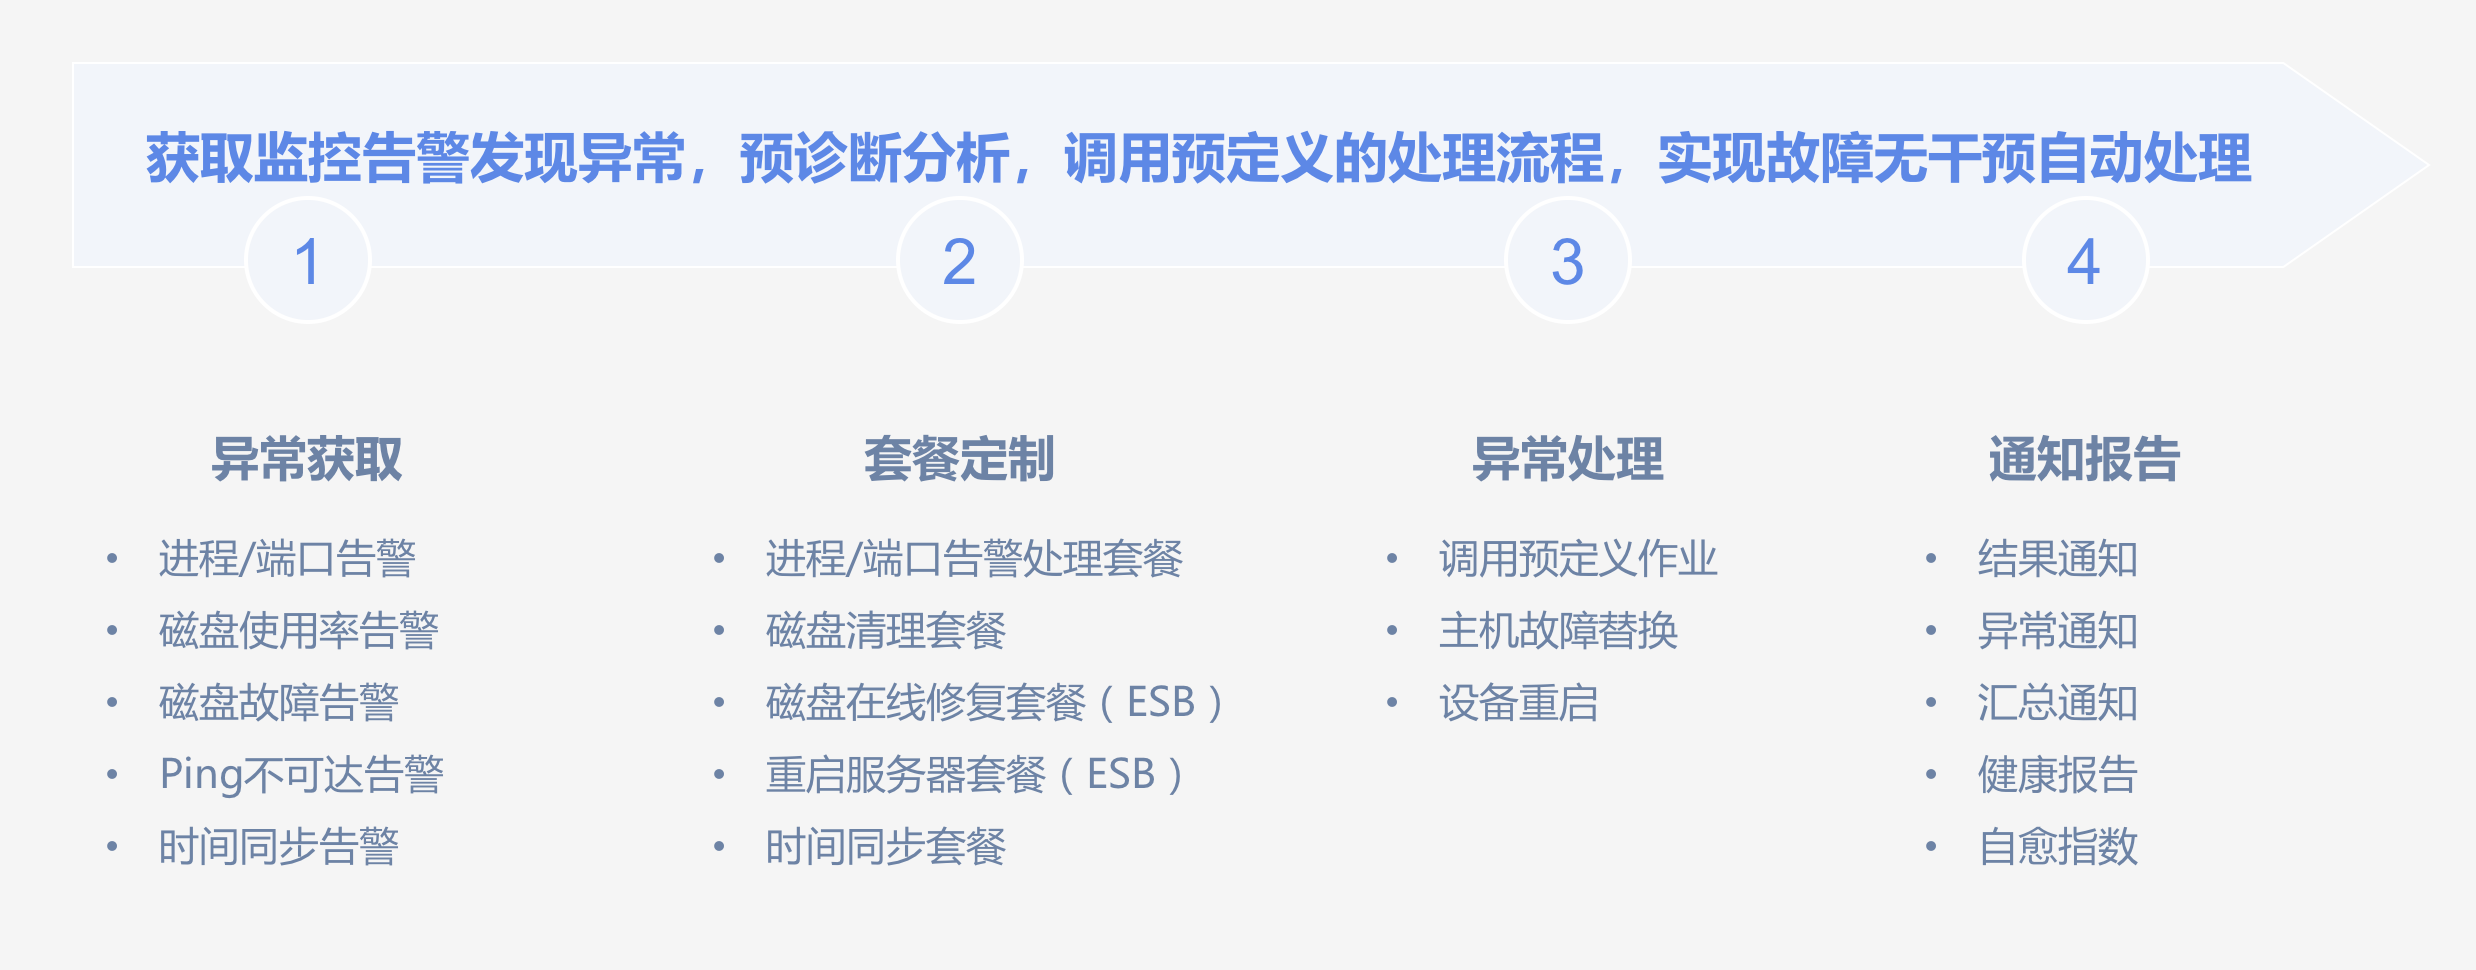 获取监控告警发现异常，预诊断分析，调用预定义的处理流程，实现故障无干预自动处理
1
2
3
4
异常获取
• 进程/端口告警
• 磁盘使用率告警
• 磁盘故障告警
• Ping不可达告警
• 时间同步告警
套餐定制
• 进程/端口告警处理套餐
• 磁盘清理套餐
• 磁盘在线修复套餐（ESB）
• 重启服务器套餐（ESB）
• 时间同步套餐
异常处理
• 调用预定义作业
• 主机故障替换
• 设备重启
通知报告
• 结果通知
• 异常通知
• 汇总通知
• 健康报告
• 自愈指数